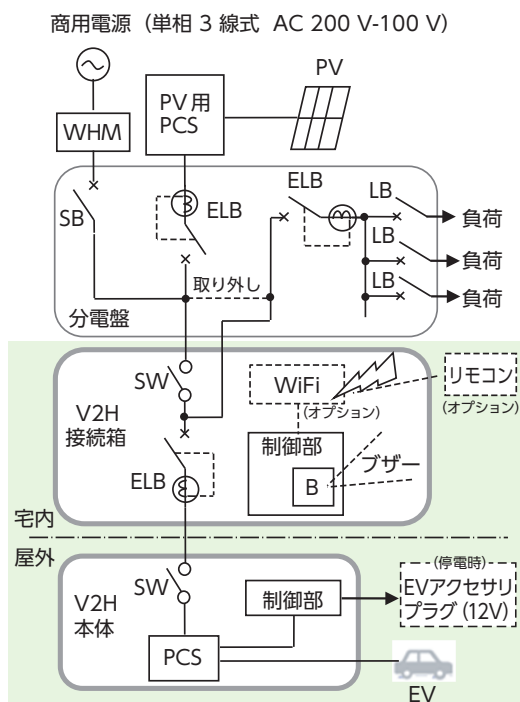 商用電源（単相 3 線式 AC 200 V-100 V）
PV
PV用
PCS
WHM
ELB
LB
SB
ELB
負荷
LB
負荷
LB
負荷
取り外し
分電盤
SW
WiFi
(オプション)
リモコン
(オプション)
V2H
接続箱
制御部
ブザー
B
ELB
宅内
屋外
(停電時)
SW
制御部
EVアクセサリ
プラグ（12V）
V2H
本体
PCS
EV